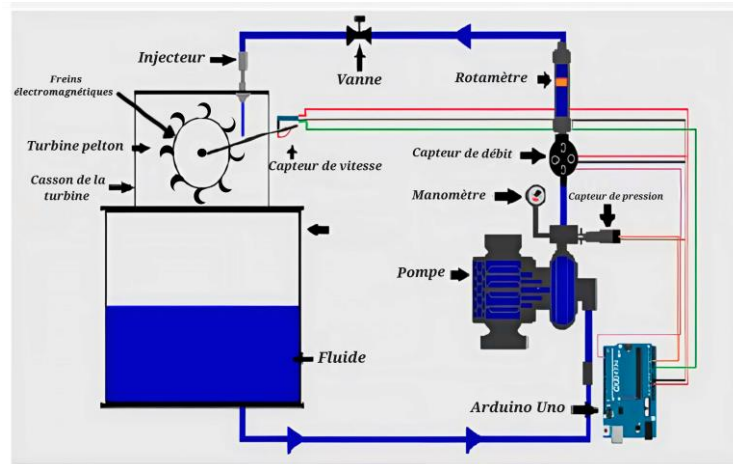 Injecteur
Vanne
Freins
électromagnétiques
Rotamètre
Turbine pelton
Capteur de vitesse
Capteur de débit
Casson de la
turbine
Manomètre
Capteur de pression
Pompe
Fluide
Arduino Uno